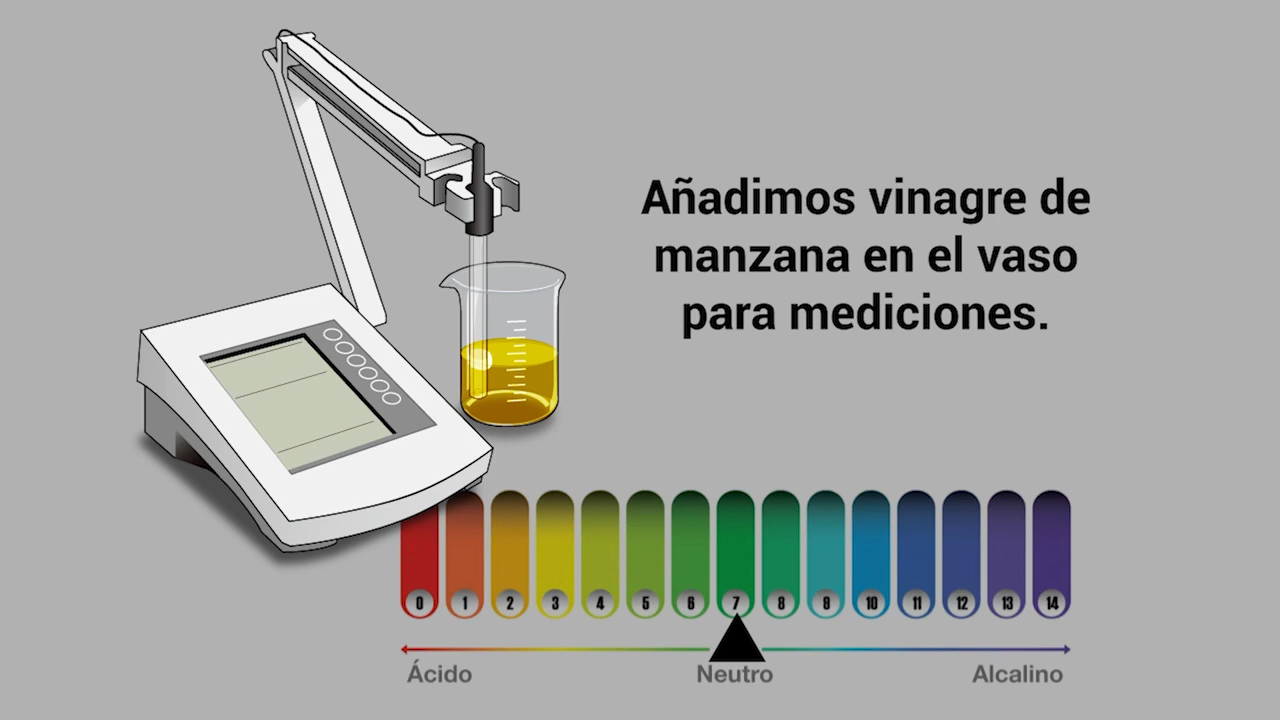 Añadimos vinagre de
manzana en el vaso
para mediciones.
0 1 2 3 4 5 6 7 8 9 10 11 12 13 14
Ácido Neutro Alcalino